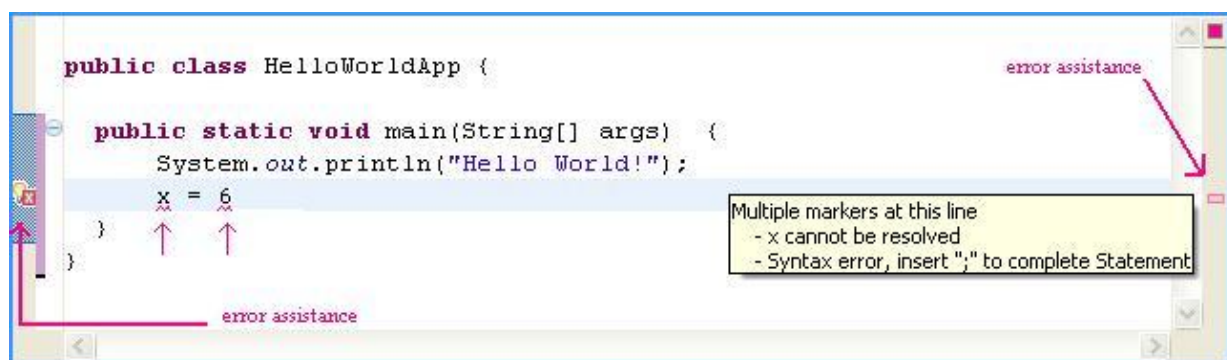 public class HelloWorldApp {
error assistance
public static void main(String[] args) {
System.out.println("Hello World!");
x = 6
Multiple markers at this line
- x cannot be resolved
- Syntax error, insert ";" to complete Statement
}
}
error assistance